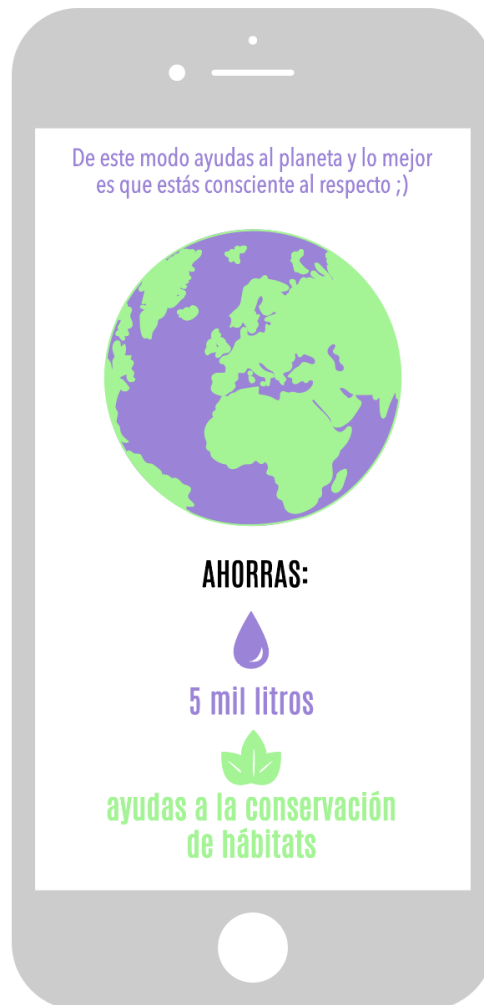 De este modo ayudas al planeta y lo mejor
es que estás consciente al respecto ;)
AHORRAS:
5 mil litros
ayudas a la conservación
de hábitats